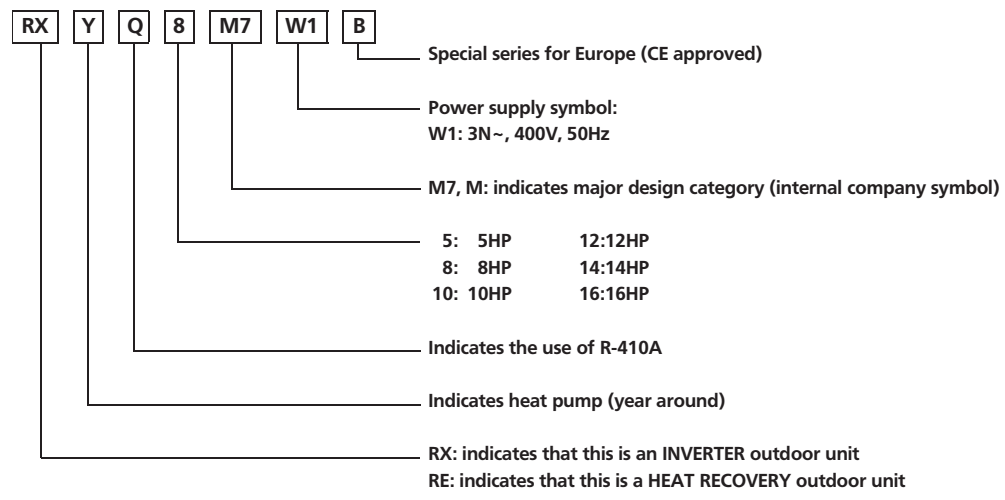 RX Y Q 8 M7 W1 B
Special series for Europe (CE approved)
Power supply symbol:
W1: 3N~, 400V, 50Hz
M7, M: indicates major design category (internal company symbol)
5: 5HP 12:12HP
8: 8HP 14:14HP
10: 10HP 16:16HP
Indicates the use of R-410A
Indicates heat pump (year around)
RX: indicates that this is an INVERTER outdoor unit
RE: indicates that this is a HEAT RECOVERY outdoor unit